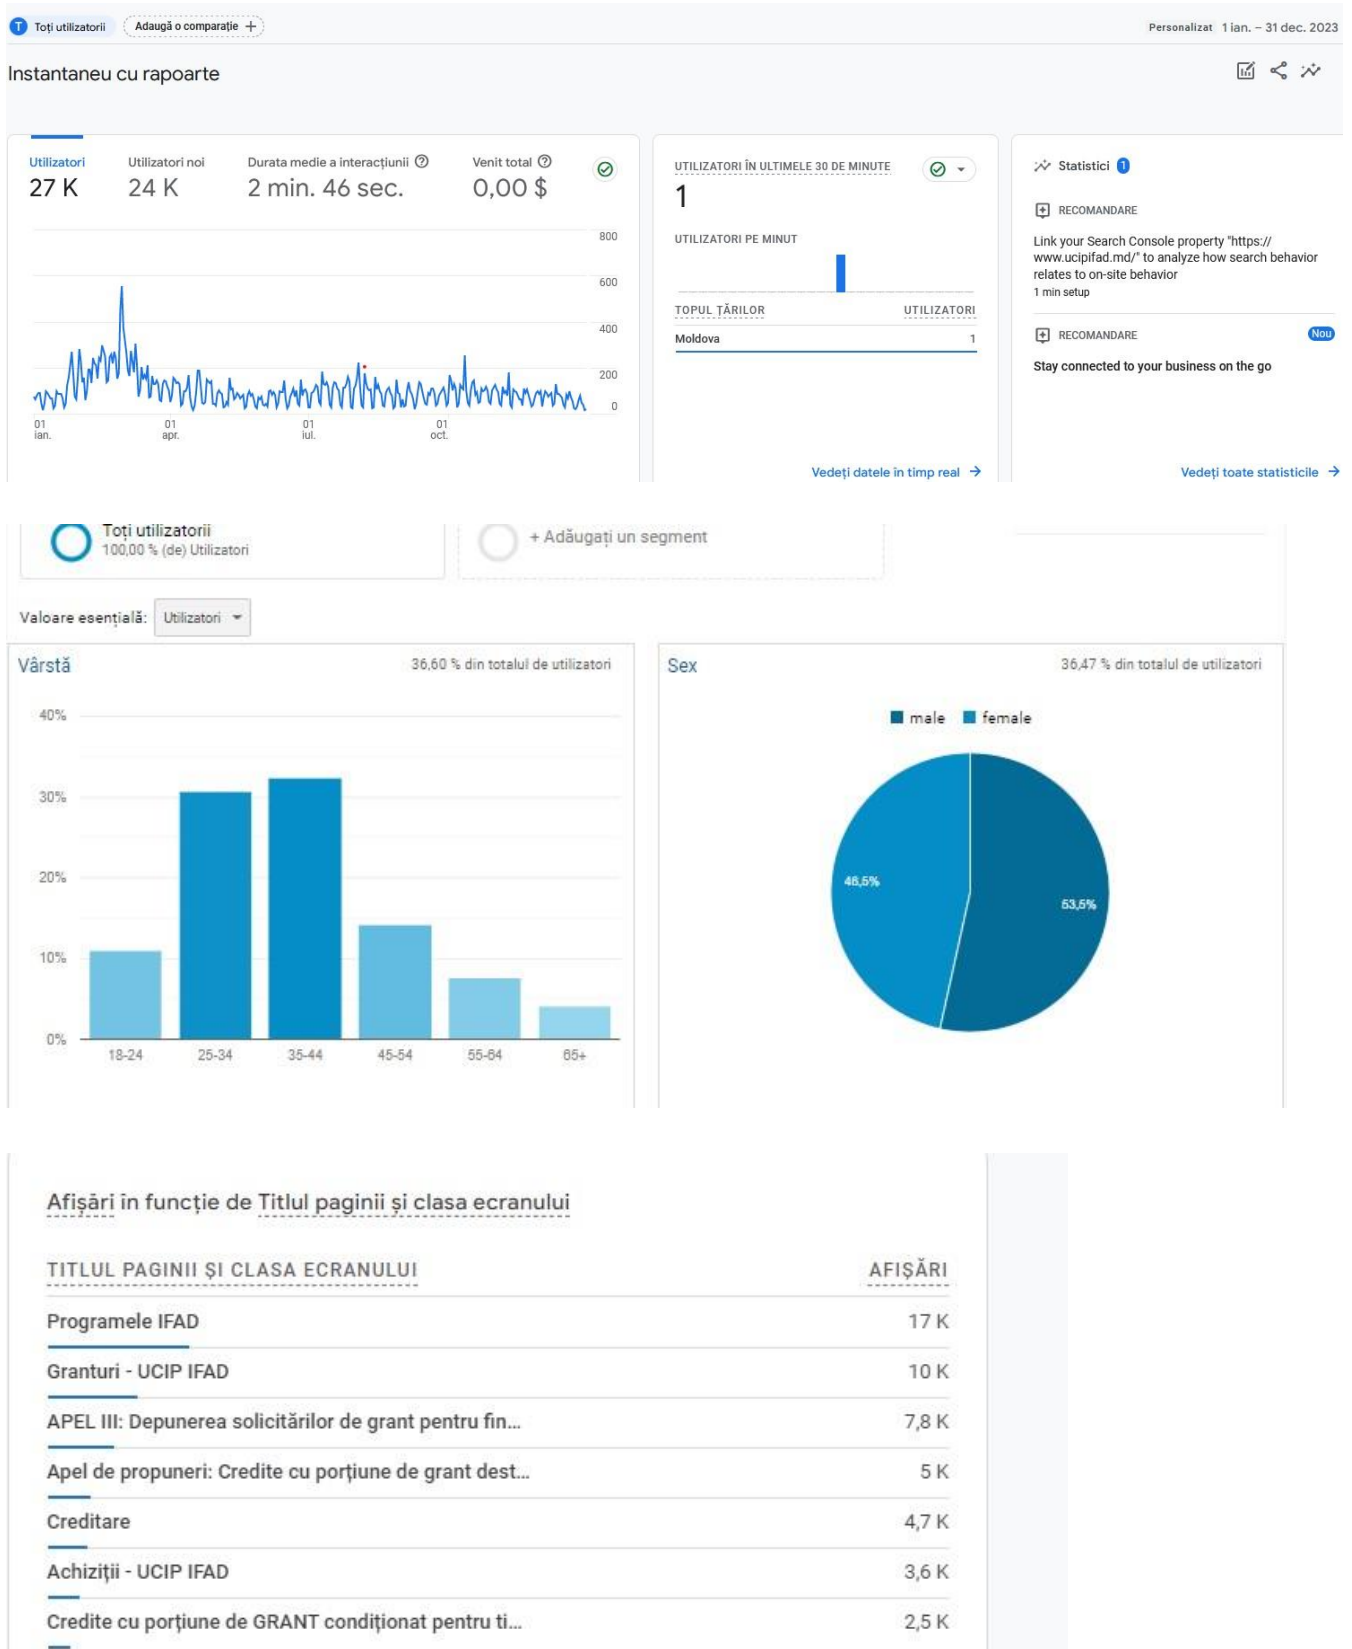 T Toți utilizatorii Adaugă o comparație +
Personalizat 1 ian. – 31 dec. 2023
Instantaneu cu rapoarte
Utilizatori Utilizatori noi Durata medie a interacțiunii Venit total
27 K 24 K 2 min. 46 sec. 0,00 $
800
600
400
200
0
01 01 01 01
ian. apr. iul. oct.
UTILIZATORI ÎN ULTIMELE 30 DE MINUTE
1
UTILIZATORI PE MINUT
TOPUL ȚĂRILOR UTILIZATORI
Moldova 1
Vedeți datele în timp real →
Statistici 1
RECOMANDARE
Link your Search Console property "https://
www.ucipifad.md/" to analyze how search behavior
relates to on-site behavior
1 min setup
RECOMANDARE Nou
Stay connected to your business on the go
Vedeți toate statisticile →
Toți utilizatorii
100,00 % (de) Utilizatori
+ Adăugați un segment
Valoare esențială: Utilizatori
Vârstă 36,60 % din totalul de utilizatori
40%
30%
20%
10%
0%
18-24 25-34 35-44 45-54 55-64 65+
Sex 36,47 % din totalul de utilizatori
male female
46,5%
53,5%
Afișări în funcție de Titlul paginii și clasa ecranului
TITLUL PAGINII ȘI CLASA ECRANULUI AFIȘĂRI
Programele IFAD 17 K
Granturi - UCIP IFAD 10 K
APEL III: Depunerea solicitărilor de grant pentru fin... 7,8 K
Apel de propuneri: Credite cu porțiune de grant dest... 5 K
Creditare 4,7 K
Achiziții - UCIP IFAD 3,6 K
Credite cu porțiune de GRANT condiționat pentru ti... 2,5 K